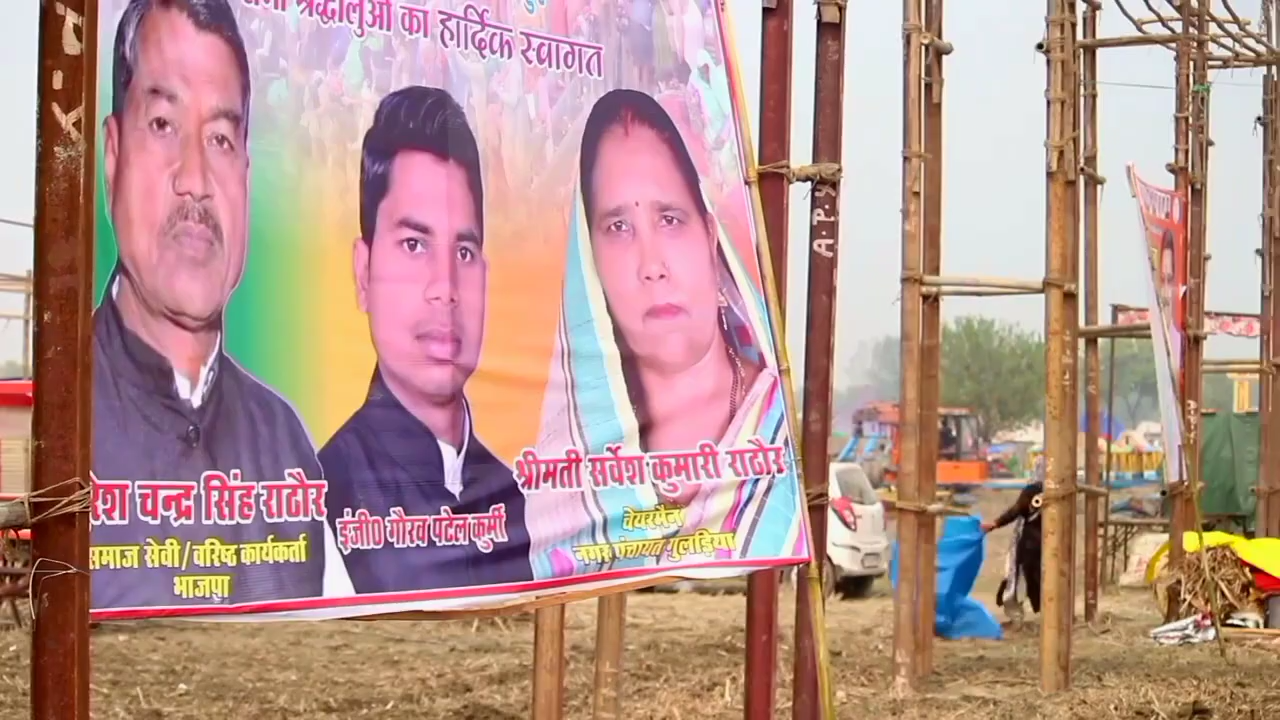 श्रद्धालुओं का हार्दिक स्वागत
चन्द्र सिंह राठौर
समाज सेवी/वरिष्ठ कार्यकर्ता
भाजपा
इंजी0 गौरव पटेल कुर्मी
श्रीमती सर्वेश कुमारी राठौर
चेयरमैन
नगर पंचायत गुलड़िया
A.P.S